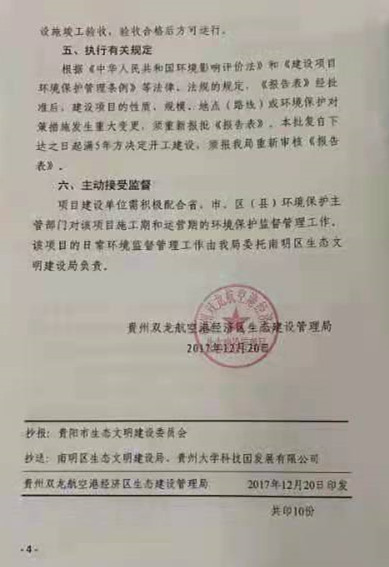 设施竣工验收，验收合格后方可运行。
五、执行有关规定
根据《中华人民共和国环境影响评价法》和《建设项目
环境保护管理条例》等法律、法规的规定，《报告表》经批
准后，建设项目的性质、规模、地点（路线）或环境保护对
策措施发生重大变更，须重新报批《报告表》。本批复自下
达之日起满5年方决定开工建设，须报我局重新审核《报告
表》。
六、主动接受监督
项目建设单位需积极配合省、市、区（县）环境保护主
管部门对该项目施工期和运营期的环境保护监督管理工作。
该项目的日常环境监督管理工作由我局委托南明区生态文
明建设局负责。
贵州双龙航空港经济区生态建设管理局
2017年12月20日
抄报：贵阳市生态文明建设委员会
抄送：南明区生态文明建设局、贵州大学科技园发展有限公司
贵州双龙航空港经济区生态建设管理局 2017年12月20日印发
共印10份
- 4 -